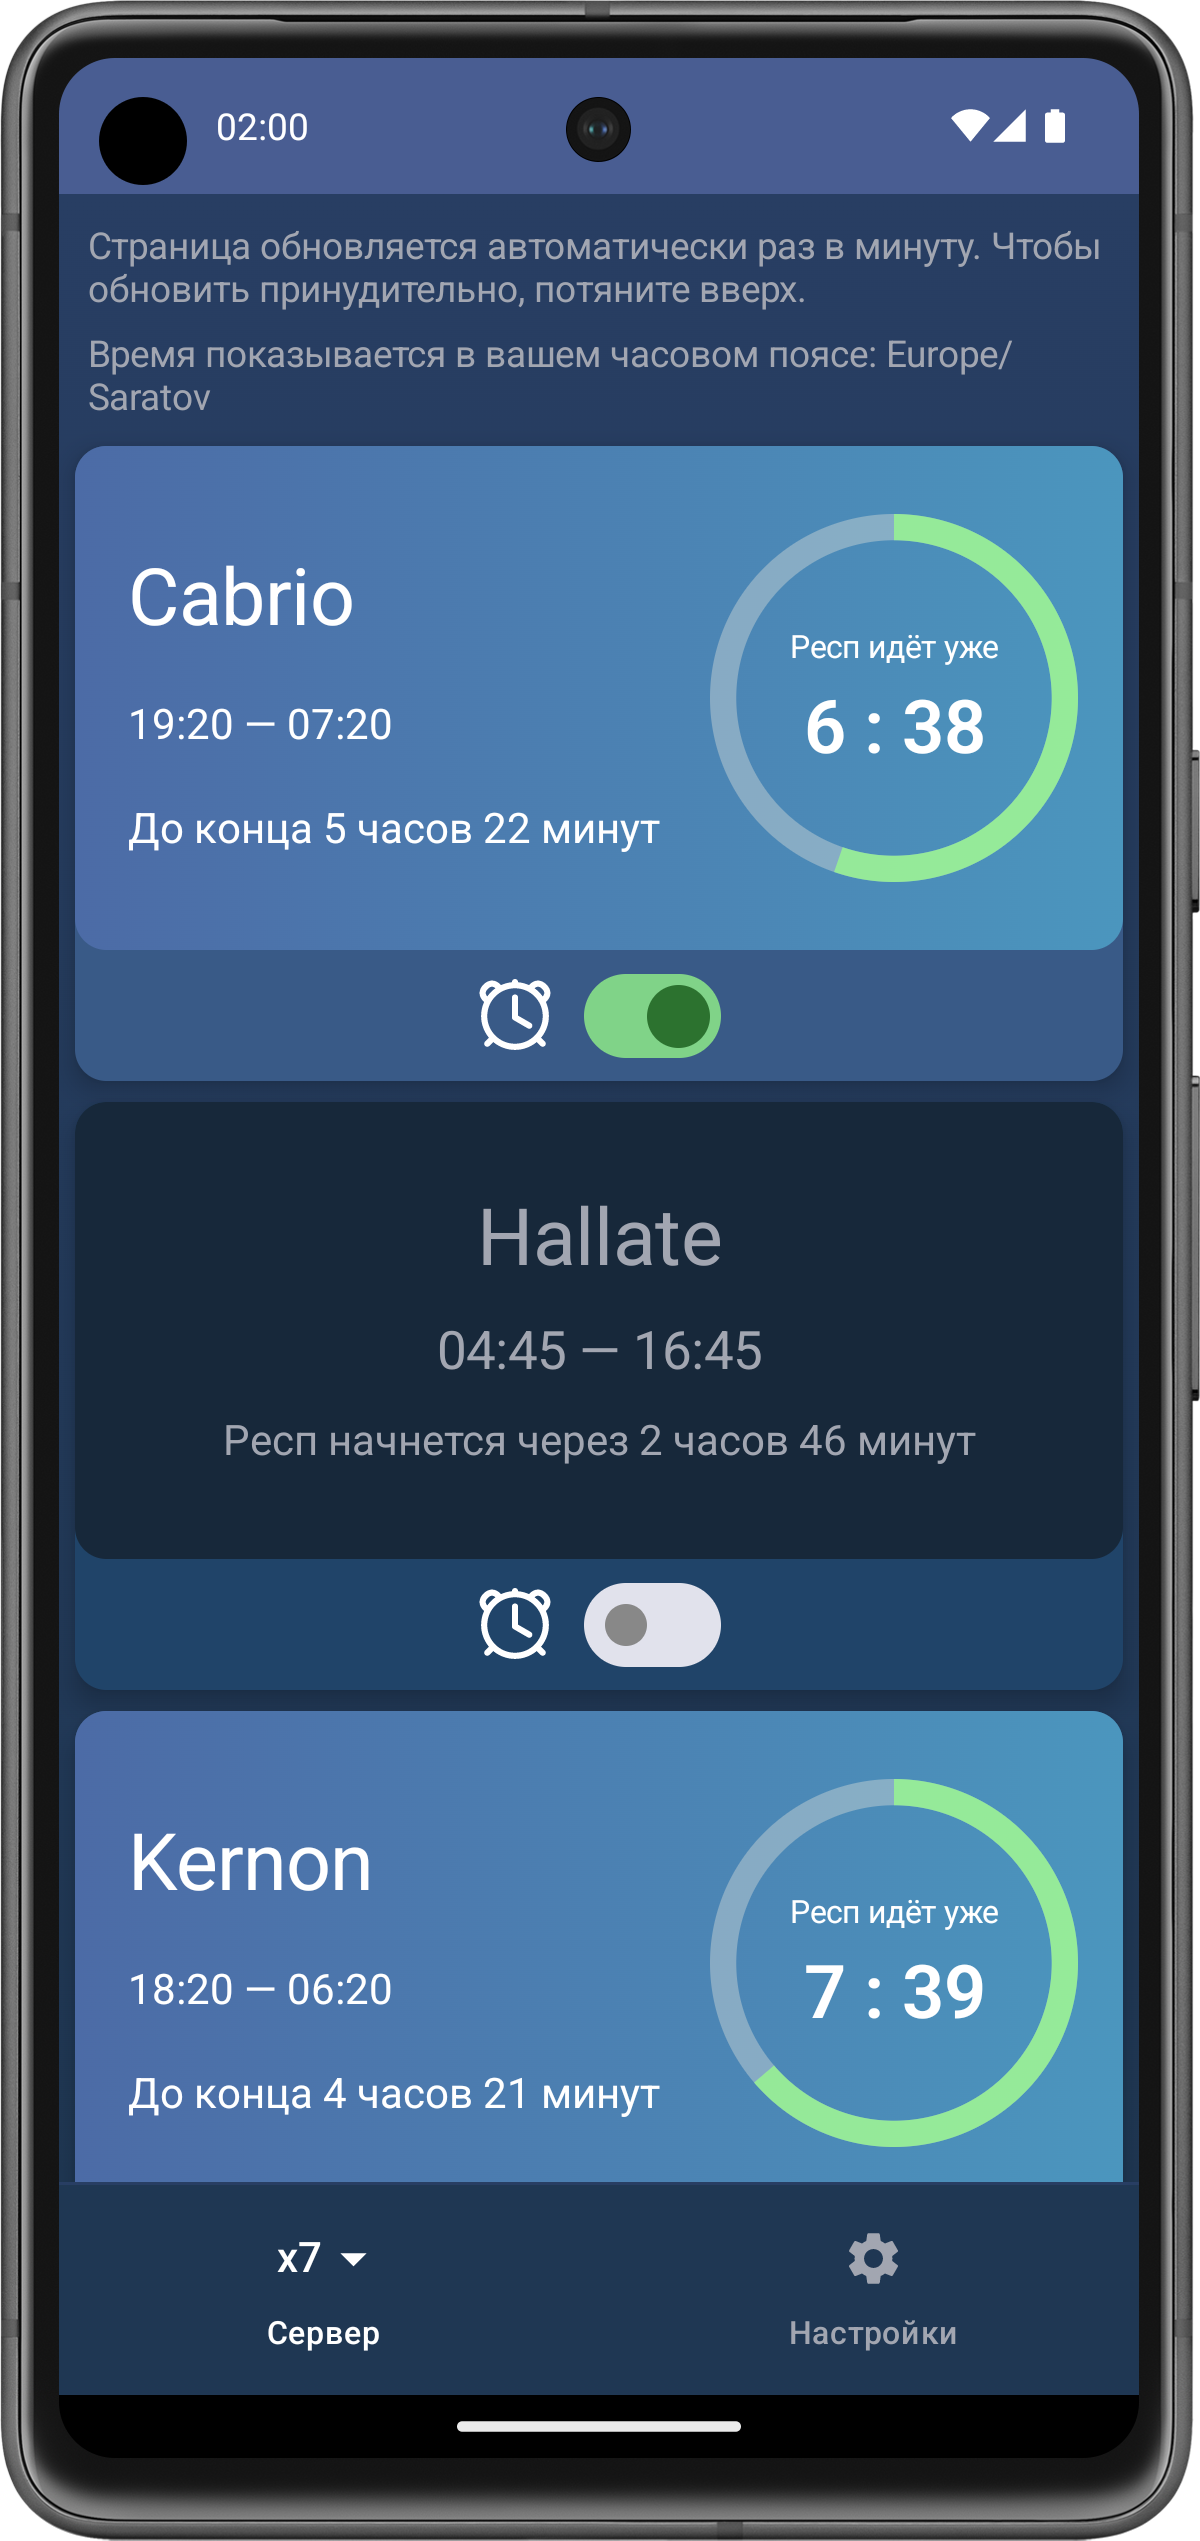 02:00
Страница обновляется автоматически раз в минуту. Чтобы
обновить принудительно, потяните вверх.
Время показывается в вашем часовом поясе: Europe/
Saratov
Cabrio
19:20 — 07:20
До конца 5 часов 22 минут
Респ идёт уже
6 : 38
Hallate
04:45 — 16:45
Респ начнется через 2 часов 46 минут
Kernon
18:20 — 06:20
До конца 4 часов 21 минут
Респ идёт уже
7 : 39
x7
Сервер
Настройки